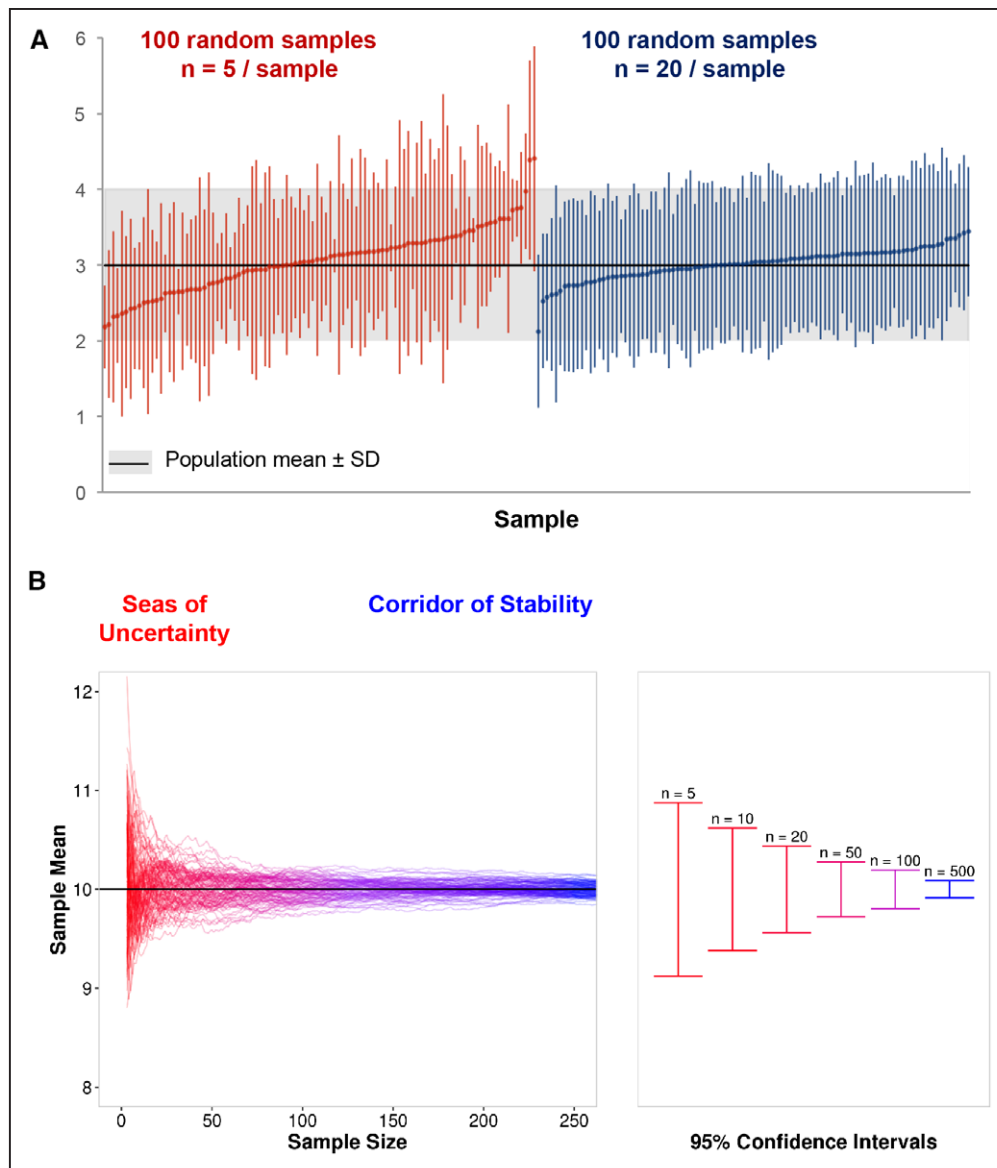 A
100 random samples
n = 5 / sample
100 random samples
n = 20 / sample
6
5
4
3
2
1
0
Population mean ± SD
Sample
B
Seas of
Uncertainty
Corridor of Stability
Sample Mean
12
11
10
9
8
0 50 100 150 200 250
Sample Size
n = 5
n = 10
n = 20
n = 50
n = 100
n = 500
95% Confidence Intervals